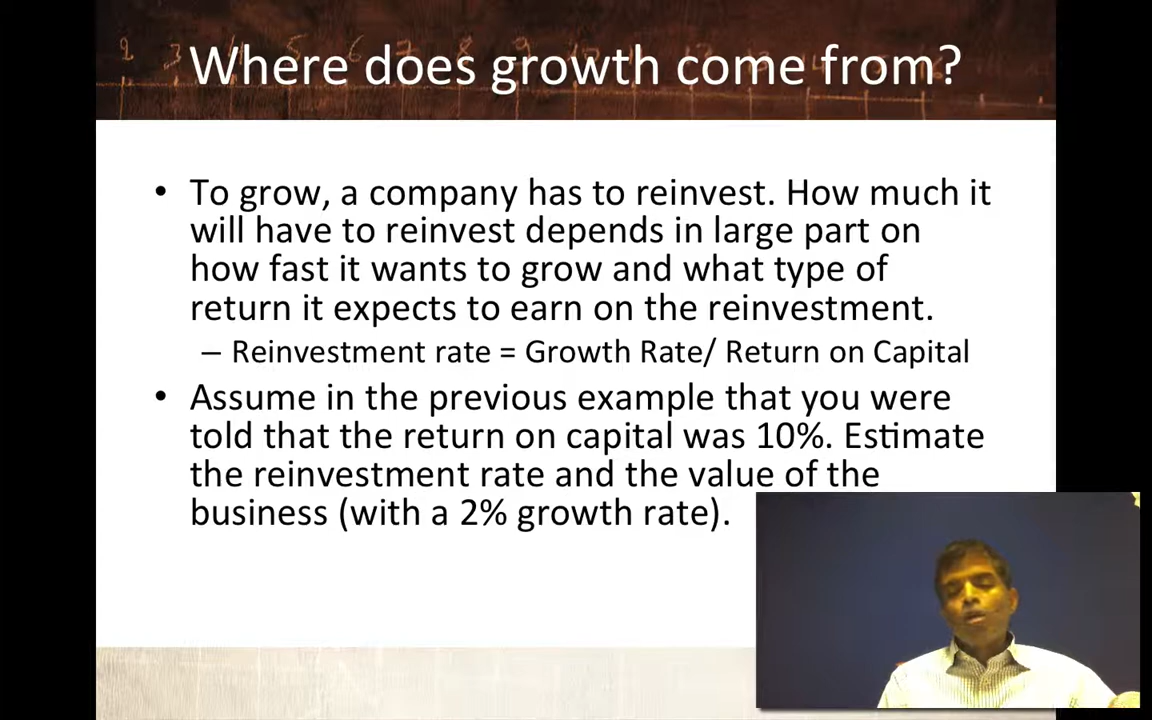 Where does growth come from?
• To grow, a company has to reinvest. How much it
will have to reinvest depends in large part on
how fast it wants to grow and what type of
return it expects to earn on the reinvestment.
– Reinvestment rate = Growth Rate/ Return on Capital
• Assume in the previous example that you were
told that the return on capital was 10%. Estimate
the reinvestment rate and the value of the
business (with a 2% growth rate).